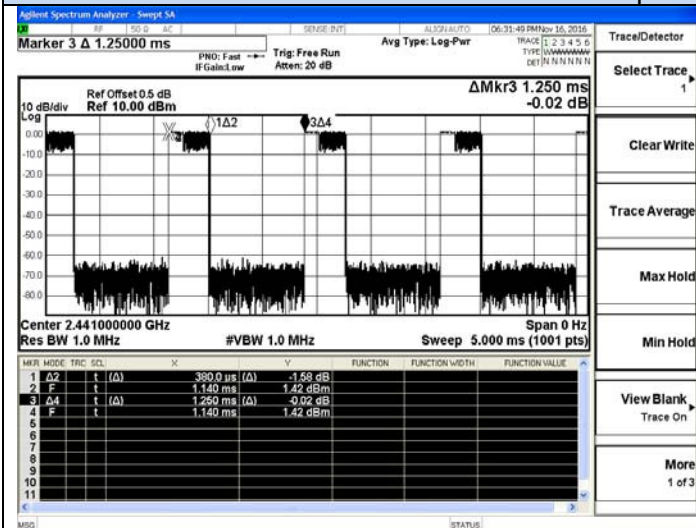 Agilent Spectrum Analyzer - Swept SA
RF 50 Ω AC SENSE:INT ALIGN AUTO 06:31:49 PM Nov 16, 2016
Marker 3 Δ 1.25000 ms
PNO: Fast Trig: Free Run
IFGain:Low Atten: 20 dB
Avg Type: Log-Pwr
TRACE 1 2 3 4 5 6
TYPE
DET N N N N N N
Trace/Detector
Select Trace
1
Clear Write
Trace Average
Max Hold
Min Hold
View Blank
Trace On
More
1 of 3
ΔMkr3 1.250 ms
-0.02 dB
Ref Offset 0.5 dB
10 dB/div Ref 10.00 dBm
Log
1Δ2
3Δ4
0.00
-10.0
-20.0
-30.0
-40.0
-50.0
-60.0
-70.0
-80.0
Center 2.441000000 GHz Span 0 Hz
Res BW 1.0 MHz #VBW 1.0 MHz Sweep 5.000 ms (1001 pts)
MKR MODE TRC SCL X Y FUNCTION FUNCTION WIDTH FUNCTION VALUE
1 Δ2 t (Δ) 380.0 us (Δ) -1.58 dB
2 F t 1.140 ms 1.42 dBm
3 Δ4 t (Δ) 1.250 ms (Δ) -0.02 dB
4 F t 1.140 ms 1.42 dBm
5
6
7
8
9
10
11
MSG STATUS